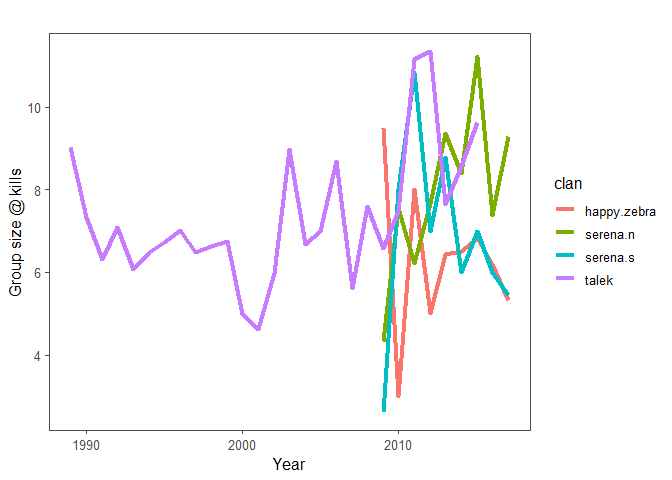 Group size @ kills
10
8
6
4
1990
2000
2010
Year
clan
happy.zebra
serena.n
serena.s
talek